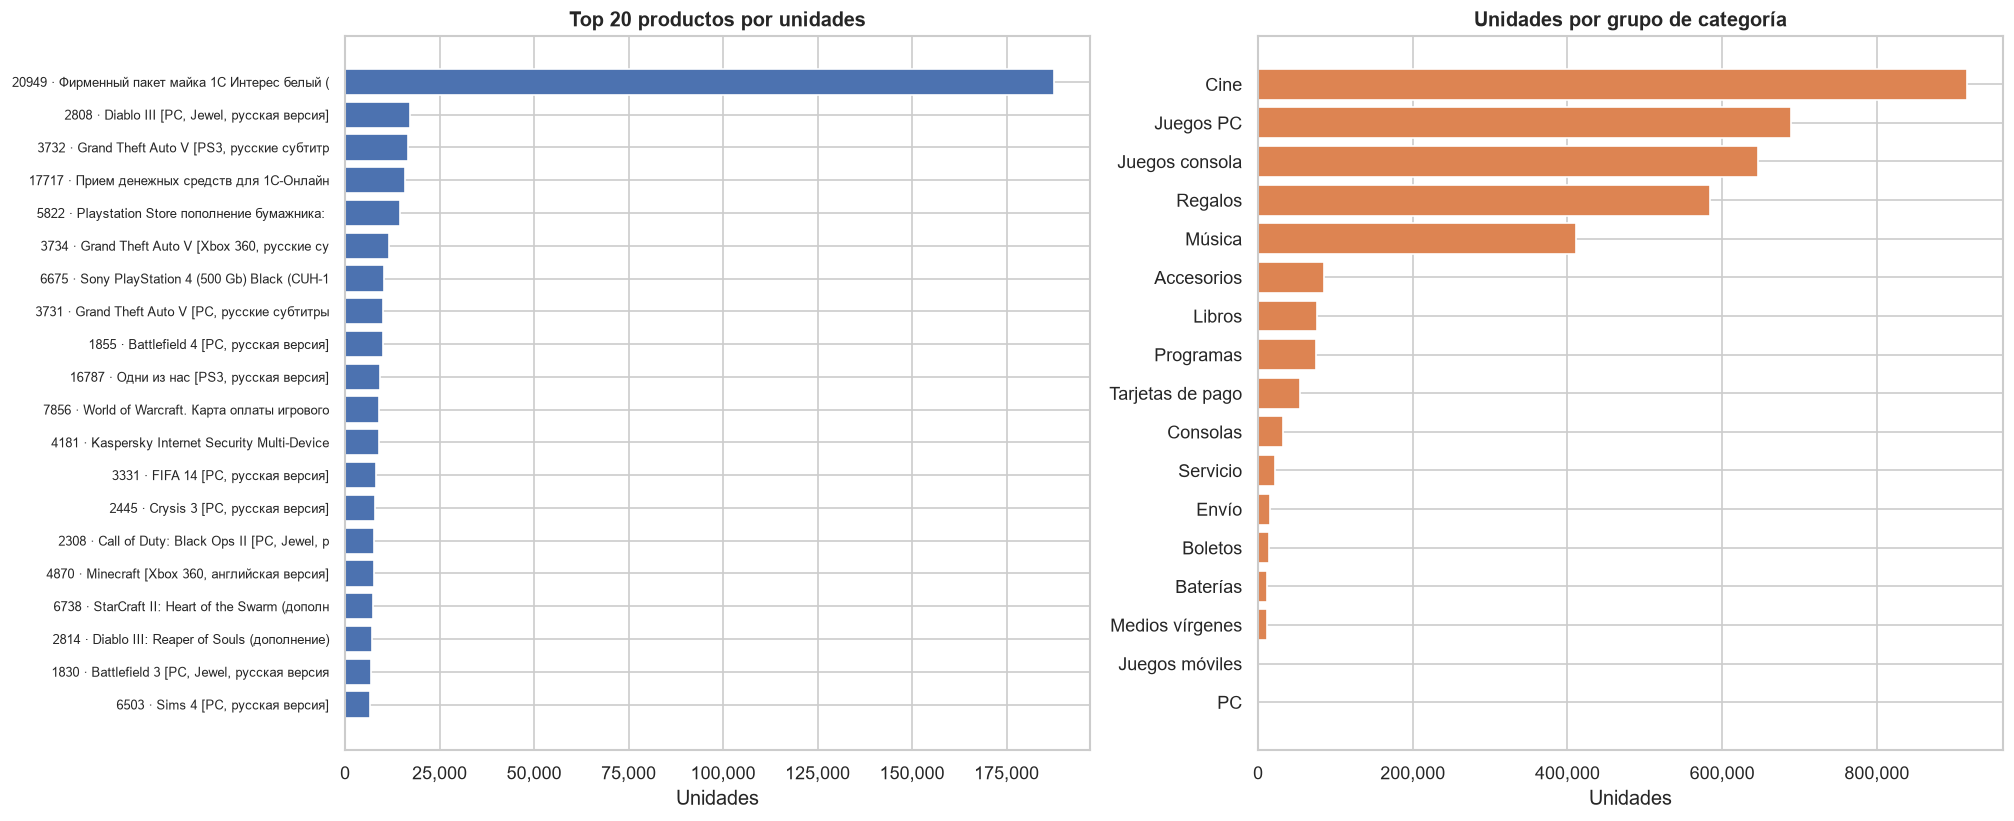 Top 20 productos por unidades
20949 · Фирменный пакет майка 1С Интерес белый (
2808 · Diablo III [PC, Jewel, русская версия]
3732 · Grand Theft Auto V [PS3, русские субтитр
17717 · Прием денежных средств для 1С-Онлайн
5822 · Playstation Store пополнение бумажника:
3734 · Grand Theft Auto V [Xbox 360, русские су
6675 · Sony PlayStation 4 (500 Gb) Black (CUH-1
3731 · Grand Theft Auto V [PC, русские субтитры
1855 · Battlefield 4 [PC, русская версия]
16787 · Одни из нас [PS3, русская версия]
7856 · World of Warcraft. Карта оплаты игрового
4181 · Kaspersky Internet Security Multi-Device
3331 · FIFA 14 [PC, русская версия]
2445 · Crysis 3 [PC, русская версия]
2308 · Call of Duty: Black Ops II [PC, Jewel, р
4870 · Minecraft [Xbox 360, английская версия]
6738 · StarCraft II: Heart of the Swarm (дополн
2814 · Diablo III: Reaper of Souls (дополнение)
1830 · Battlefield 3 [PC, Jewel, русская версия
6503 · Sims 4 [PC, русская версия]
0 25,000 50,000 75,000 100,000 125,000 150,000 175,000
Unidades
Unidades por grupo de categoría
Cine
Juegos PC
Juegos consola
Regalos
Música
Accesorios
Libros
Programas
Tarjetas de pago
Consolas
Servicio
Envío
Boletos
Baterías
Medios vírgenes
Juegos móviles
PC
0 200,000 400,000 600,000 800,000
Unidades